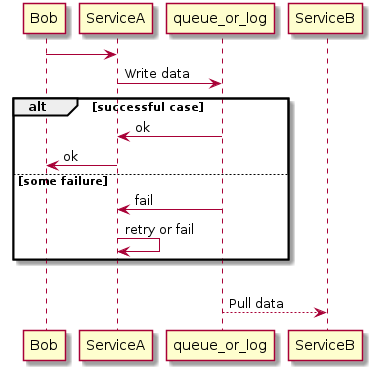 Bob ServiceA queue_or_log ServiceB
Write data
alt [successful case]
ok
ok
[some failure]
fail
retry or fail
Pull data
Bob ServiceA queue_or_log ServiceB